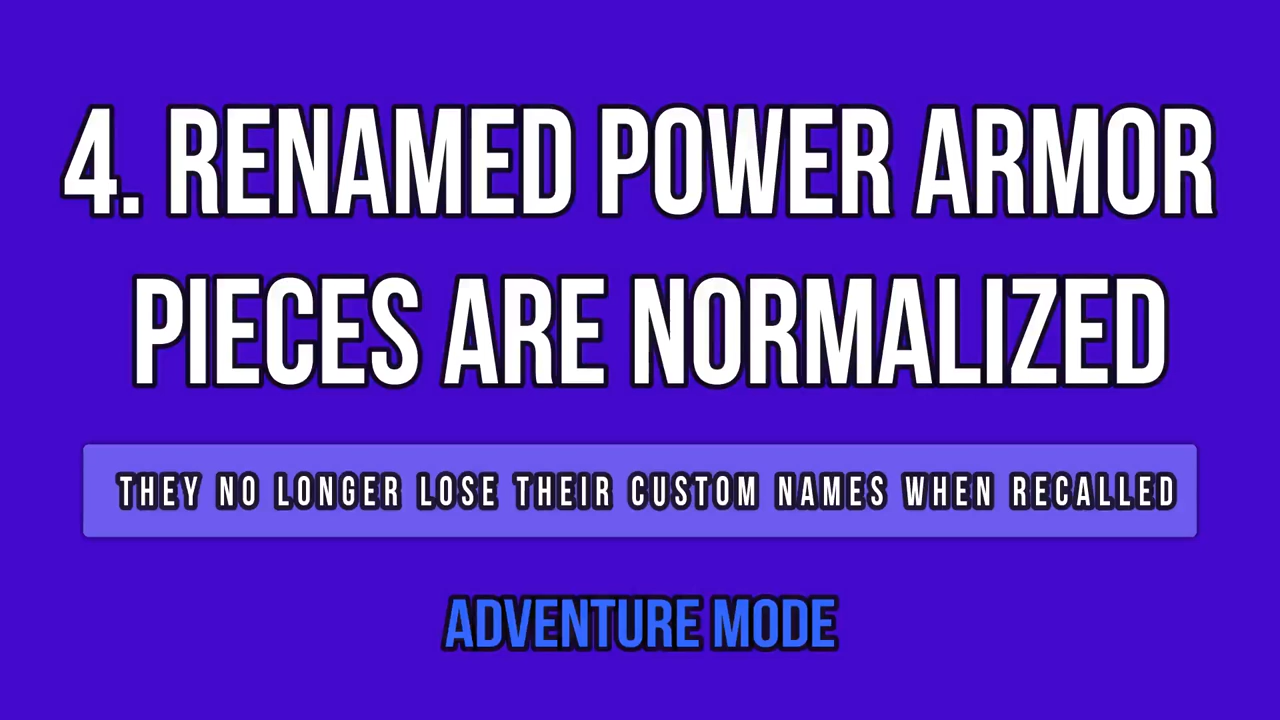 4. RENAMED POWER ARMOR
PIECES ARE NORMALIZED
THEY NO LONGER LOSE THEIR CUSTOM NAMES WHEN RECALLED
ADVENTURE MODE